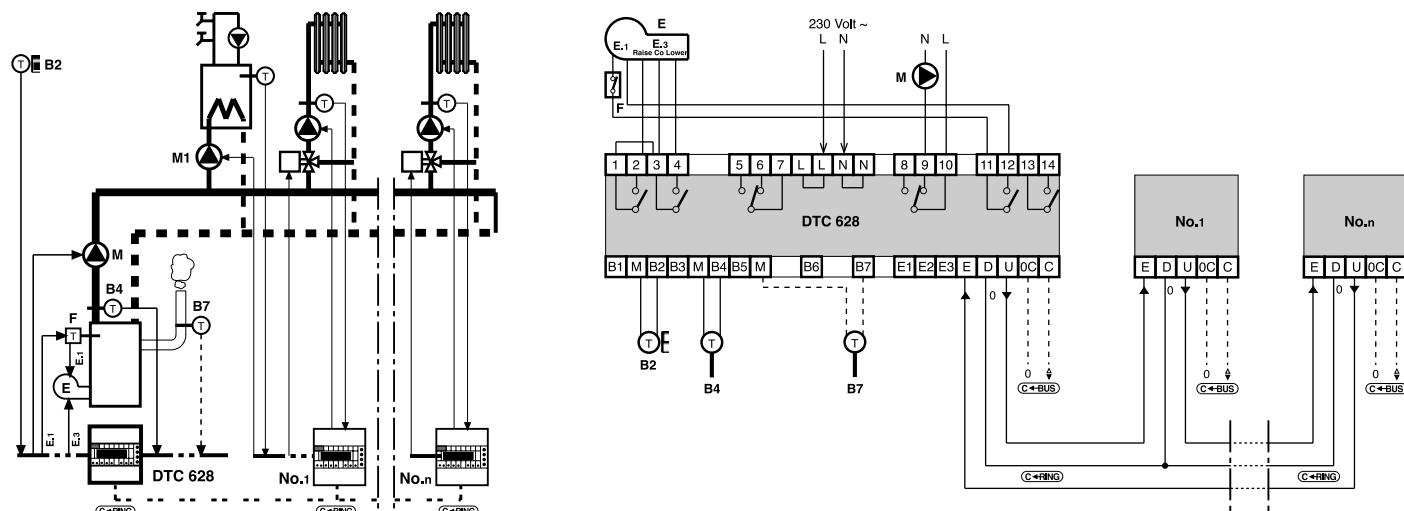 T B2
T
T
T
M1
M
B4
T
B7
T
F
T
E.1
E
E.1
E.3
DTC 628
No.1
No.n
C◄RING
C◄RING
C◄RING
E
E.1
E.3
Raise Co Lower
F
230 Volt ~
L N
N L
M
1 2 3 4 5 6 7 L L N N 8 9 10 11 12 13 14
DTC 628
B1 M B2 B3 M B4 B5 M B6 B7 E1 E2 E3 E D U 0C C
No.1
E D U 0C C
No.n
E D U 0C C
0
0
0
T
B2
T
B4
T
B7
0
C◄BUS
0
C◄BUS
0
C◄BUS
C◄RING
C◄RING